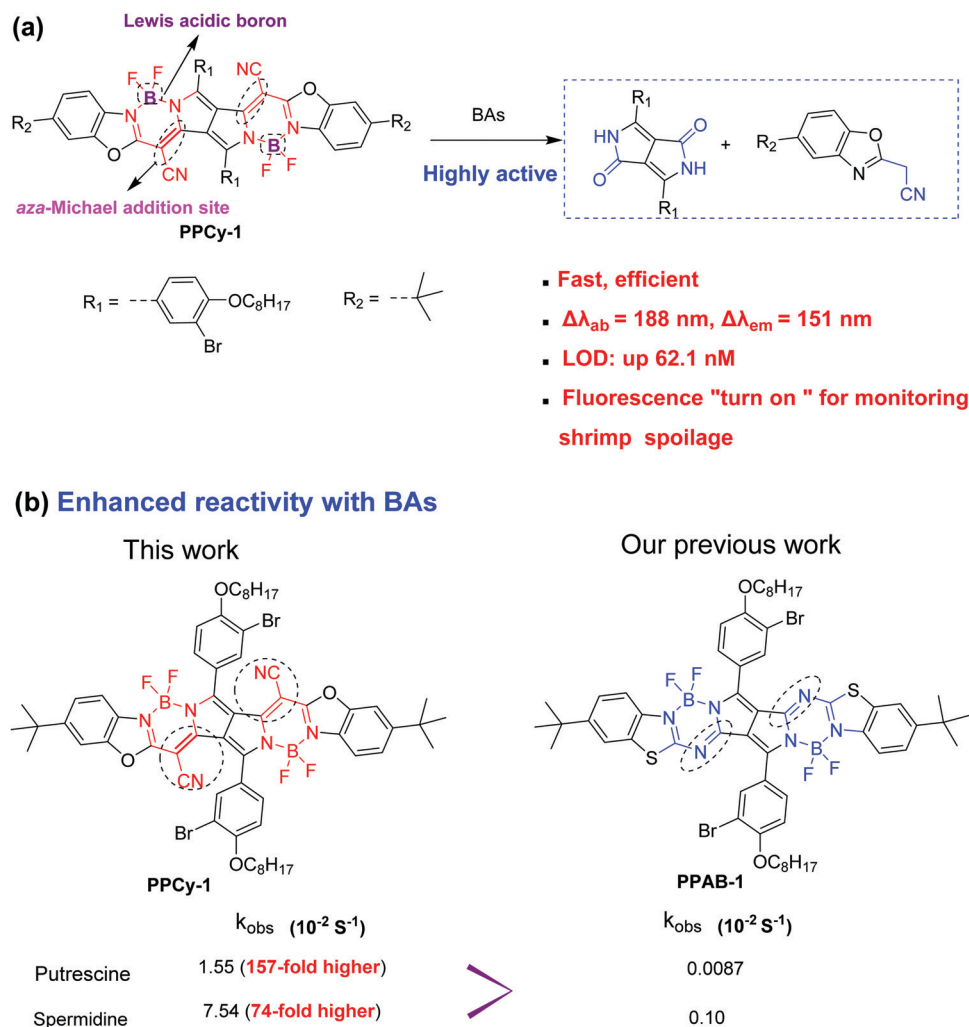 (a)
Lewis acidic boron
F F
B
N
N
R2
O
CN
R1
NC
O
R2
N
N
B
F
F
R1
aza-Michael addition site
PPCy-1
BAs
Highly active
R1
HN
O
O
NH
R1
+
R2
O
N
CN
R1 =
OC8H17
Br
R2 =
▪ Fast, efficient
▪ Δλab = 188 nm, Δλem = 151 nm
▪ LOD: up 62.1 nM
▪ Fluorescence "turn on " for monitoring
shrimp spoilage
(b) Enhanced reactivity with BAs
This work
OC8H17
Br
NC
F F
B
N
N
O
O
CN
N
N
B
F F
Br
OC8H17
PPCy-1
Our previous work
OC8H17
Br
F F
B
N
N
N
S
N
S
N
N
B
F F
Br
OC8H17
PPAB-1
kobs (10-2 S-1)
kobs (10-2 S-1)
Putrescine
1.55 (157-fold higher)
0.0087
Spermidine
7.54 (74-fold higher)
0.10